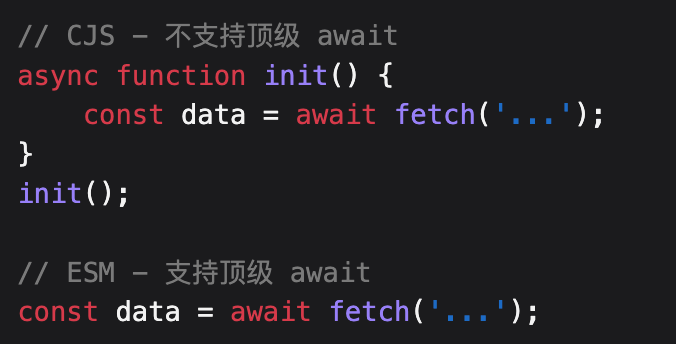 // CJS - 不支持顶级 await
async function init() {
    const data = await fetch('...');
}
init();

// ESM - 支持顶级 await
const data = await fetch('...');